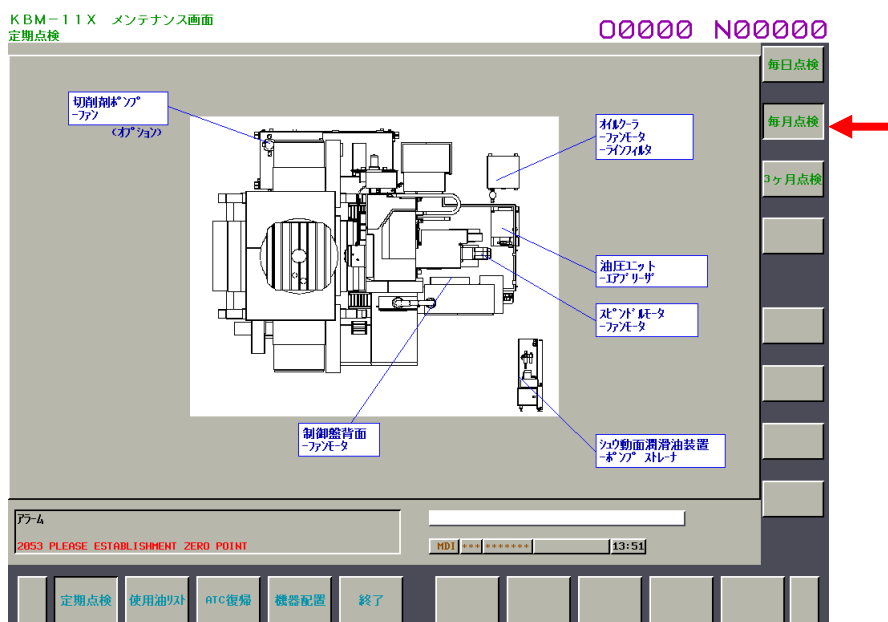 KBM-11X メンテナンス画面
定期点検
O0000 N00000
毎日点検
毎月点検
3ヶ月点検
切削剤ポンプ
-ファン
(オプション)
オイルクーラ
-ファンモータ
-ラインフィルタ
油圧ユニット
-エアブリーザ
スピンドルモータ
-ファンモータ
制御盤背面
-ファンモータ
シュウ動面潤滑油装置
-ポンプ ストレーナ
アラーム
2053 PLEASE ESTABLISHMENT ZERO POINT
MDI *** ******* 13:51
定期点検 使用油リスト ATC復帰 機器配置 終了